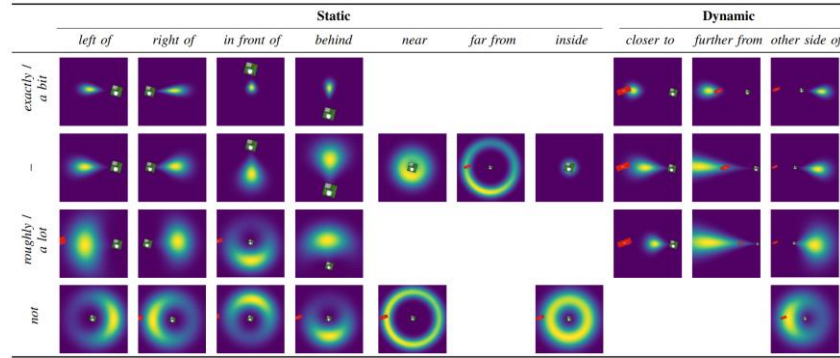 Static Dynamic
left of right of in front of behind near far from inside closer to further from other side of
exactly /
a bit
–
roughly /
a lot
not